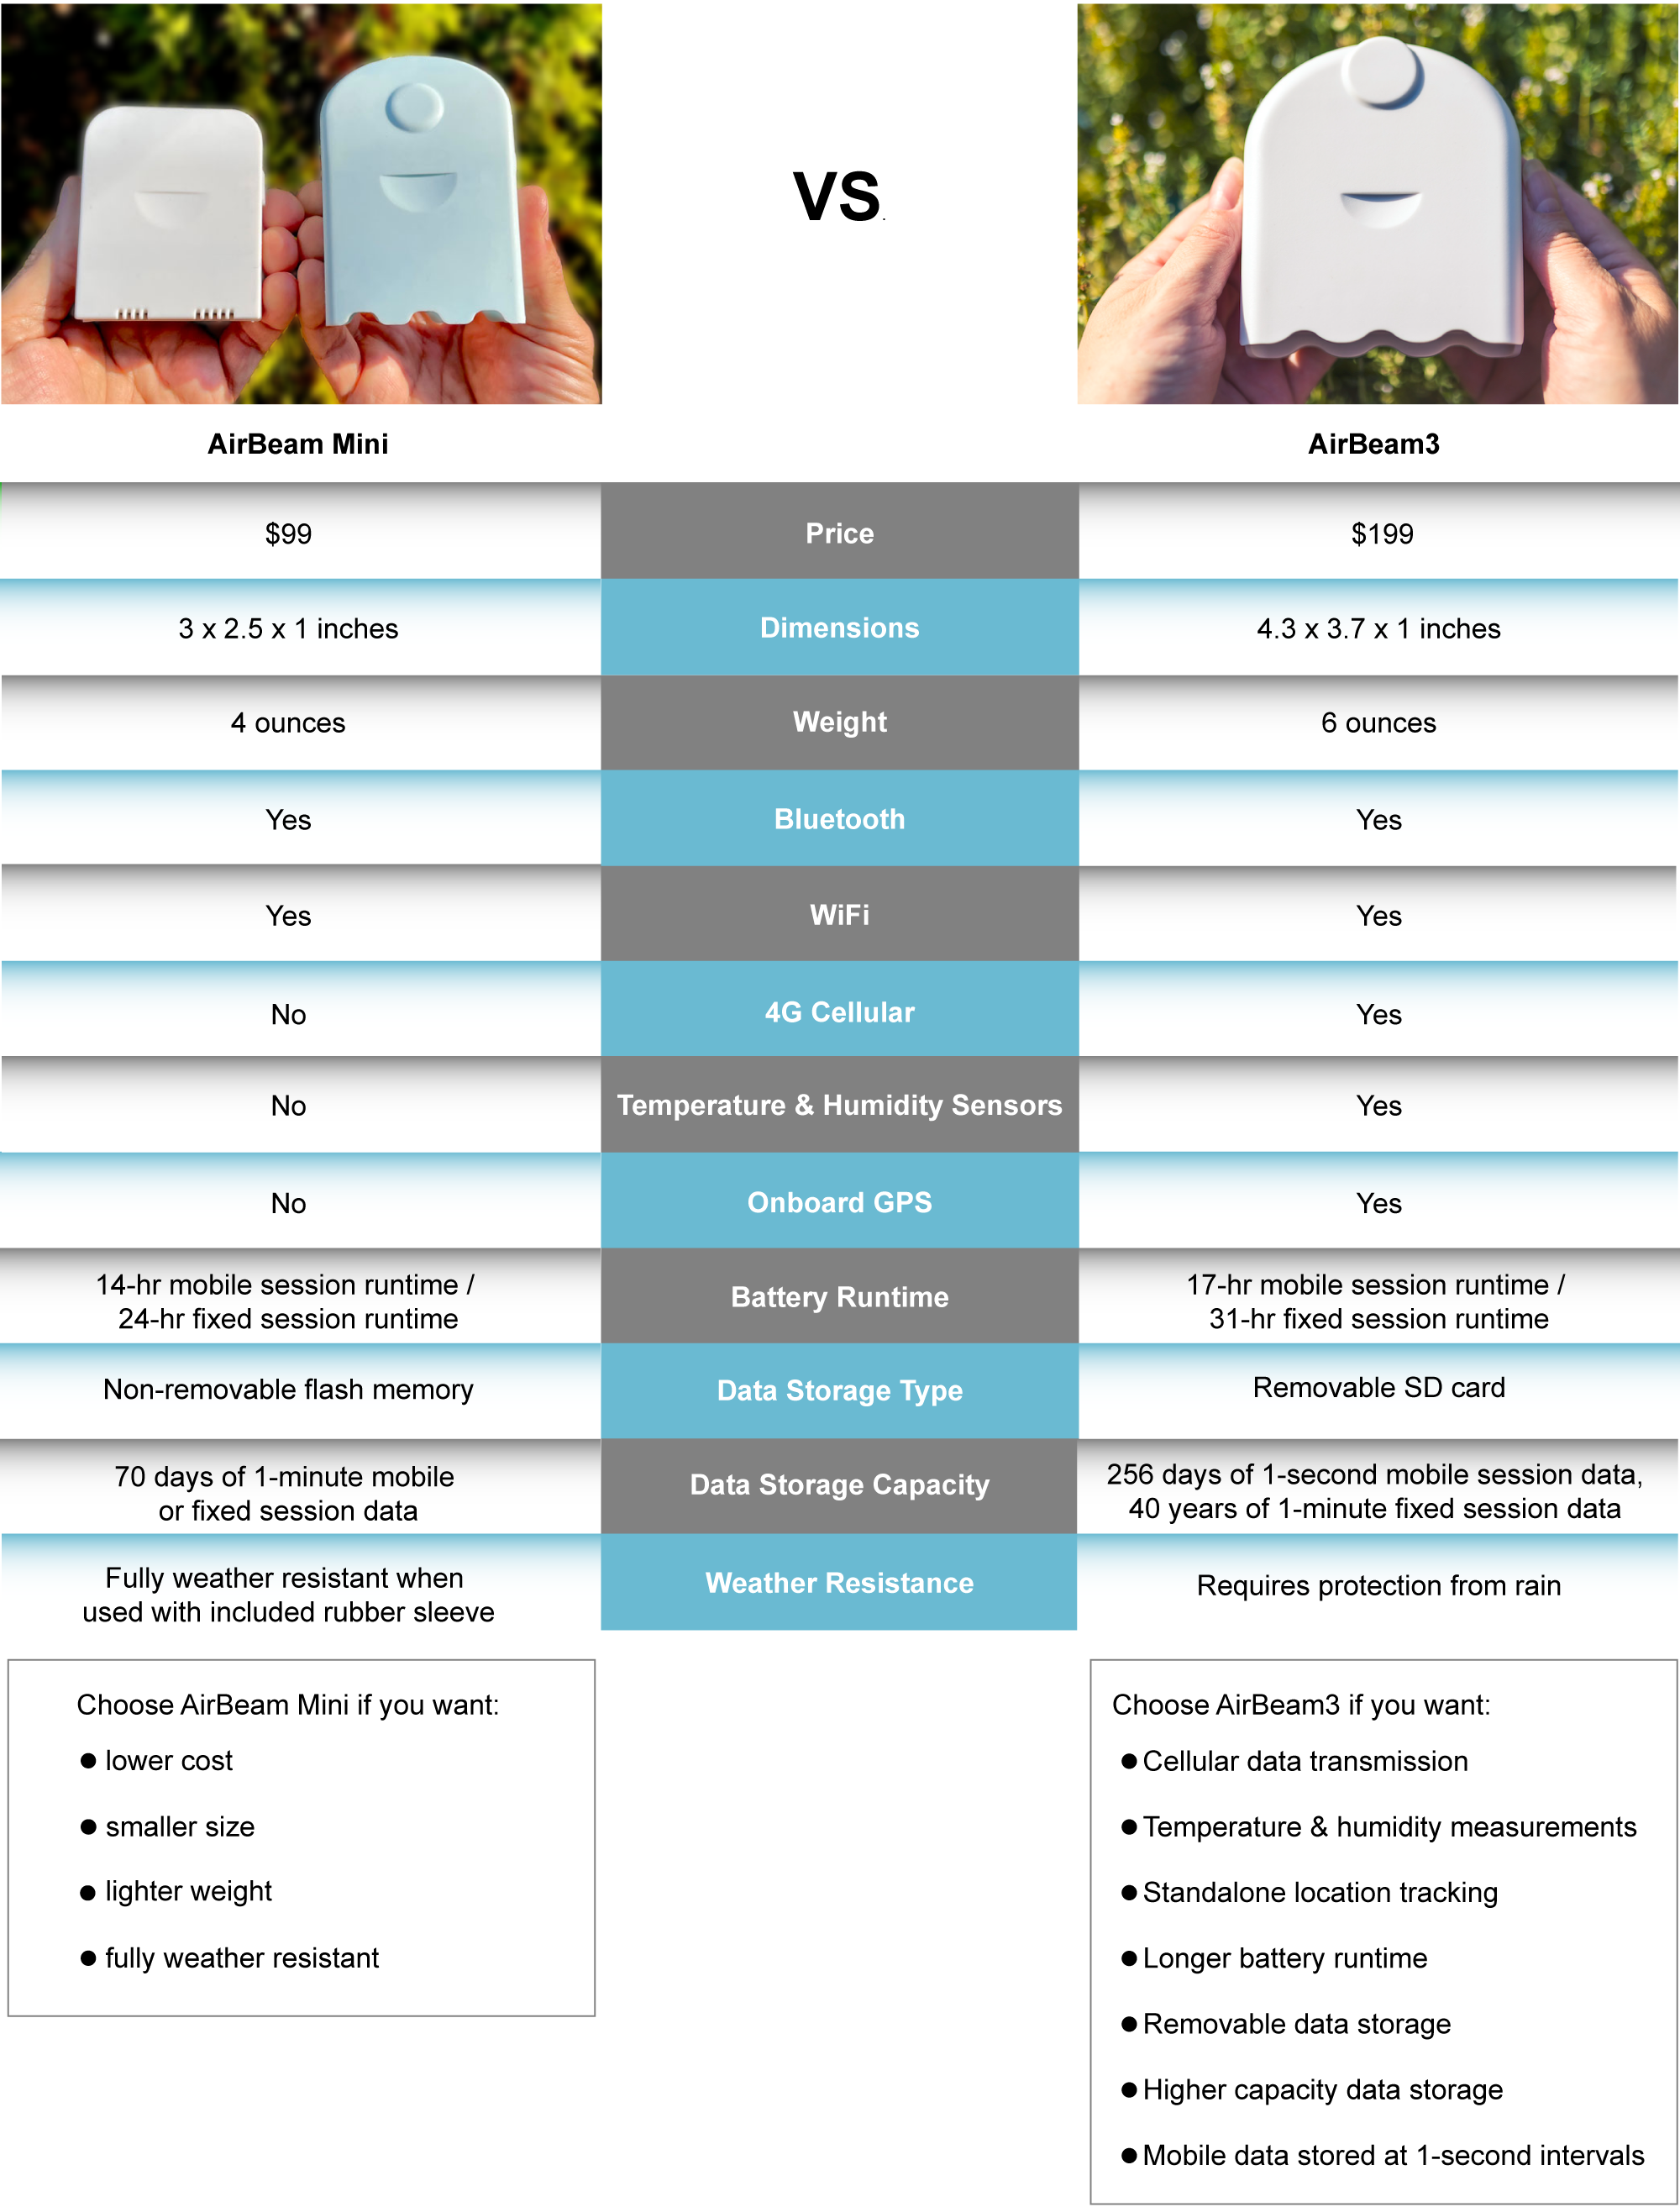 VS.
AirBeam Mini
AirBeam3
$99
Price
$199
3 x 2.5 x 1 inches
Dimensions
4.3 x 3.7 x 1 inches
4 ounces
Weight
6 ounces
Yes
Bluetooth
Yes
Yes
WiFi
Yes
No
4G Cellular
Yes
No
Temperature & Humidity Sensors
Yes
No
Onboard GPS
Yes
14-hr mobile session runtime /
24-hr fixed session runtime
Battery Runtime
17-hr mobile session runtime /
31-hr fixed session runtime
Non-removable flash memory
Data Storage Type
Removable SD card
70 days of 1-minute mobile
or fixed session data
Data Storage Capacity
256 days of 1-second mobile session data,
40 years of 1-minute fixed session data
Fully weather resistant when
used with included rubber sleeve
Weather Resistance
Requires protection from rain
Choose AirBeam Mini if you want:
● lower cost
● smaller size
● lighter weight
● fully weather resistant
Choose AirBeam3 if you want:
● Cellular data transmission
● Temperature & humidity measurements
● Standalone location tracking
● Longer battery runtime
● Removable data storage
● Higher capacity data storage
● Mobile data stored at 1-second intervals